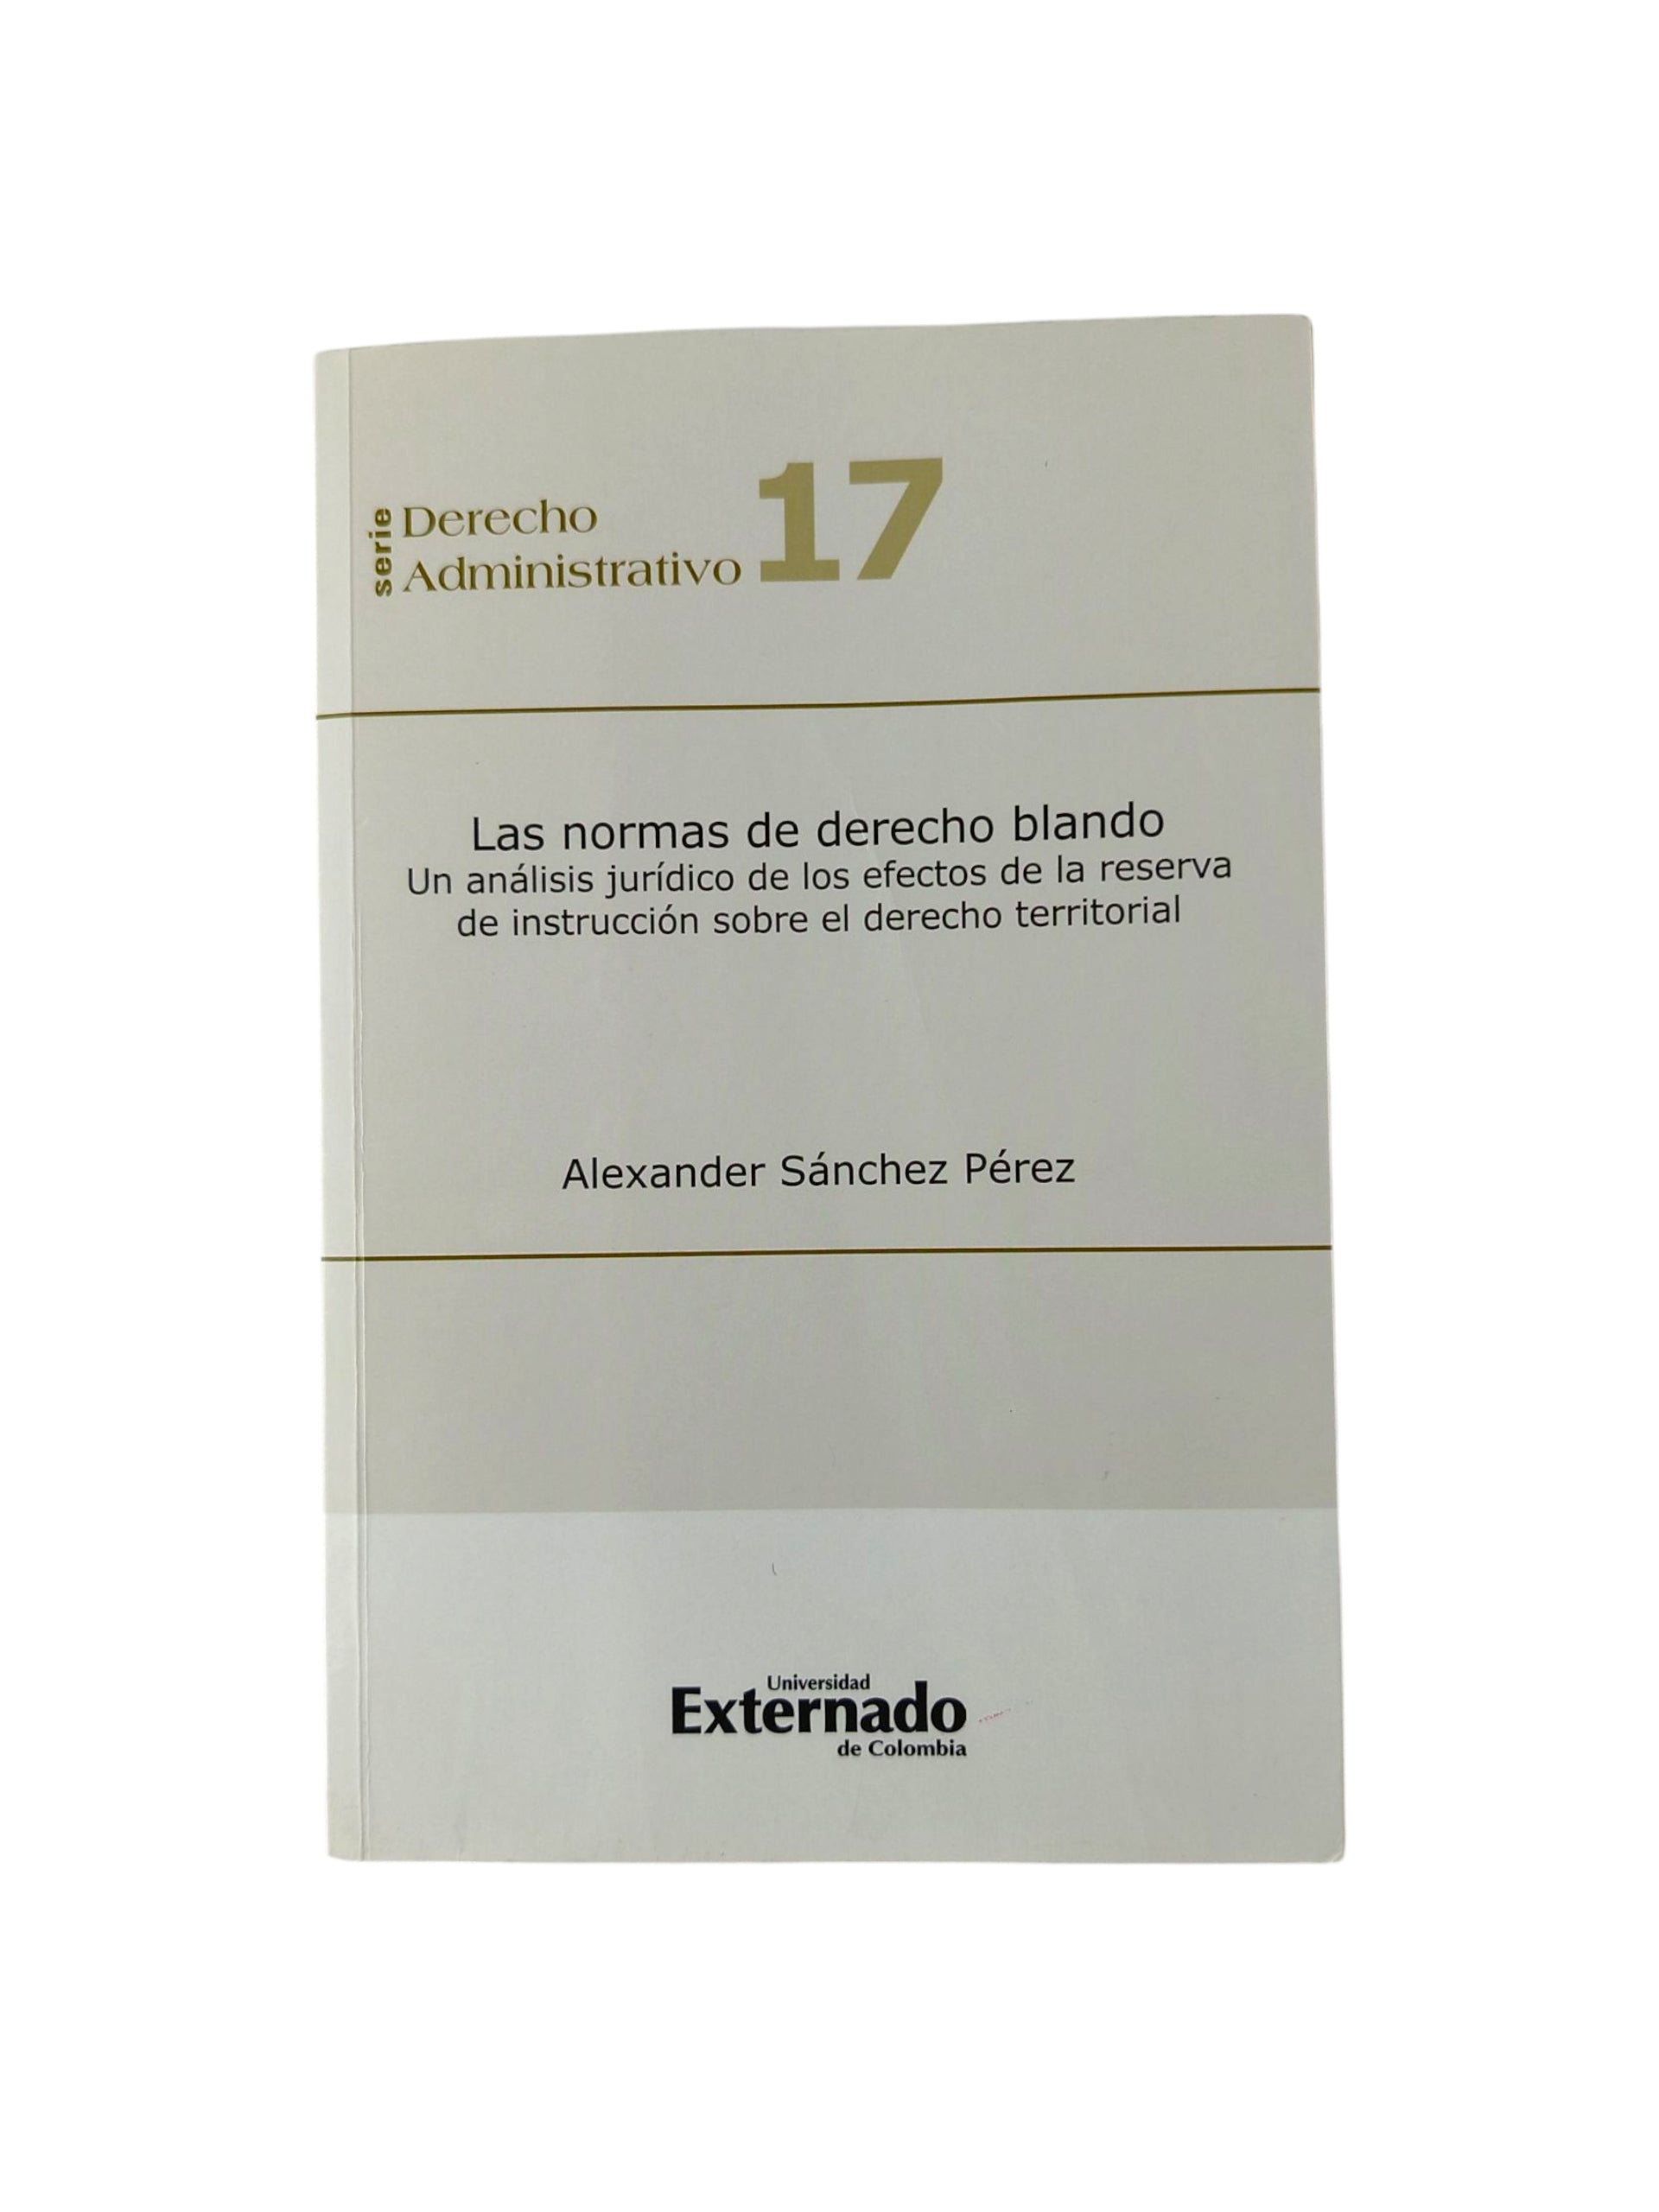 serie
Derecho
Administrativo
17
Las normas de derecho blando
Un análisis jurídico de los efectos de la reserva
de instrucción sobre el derecho territorial
Alexander Sánchez Pérez
Universidad
Externado
de Colombia